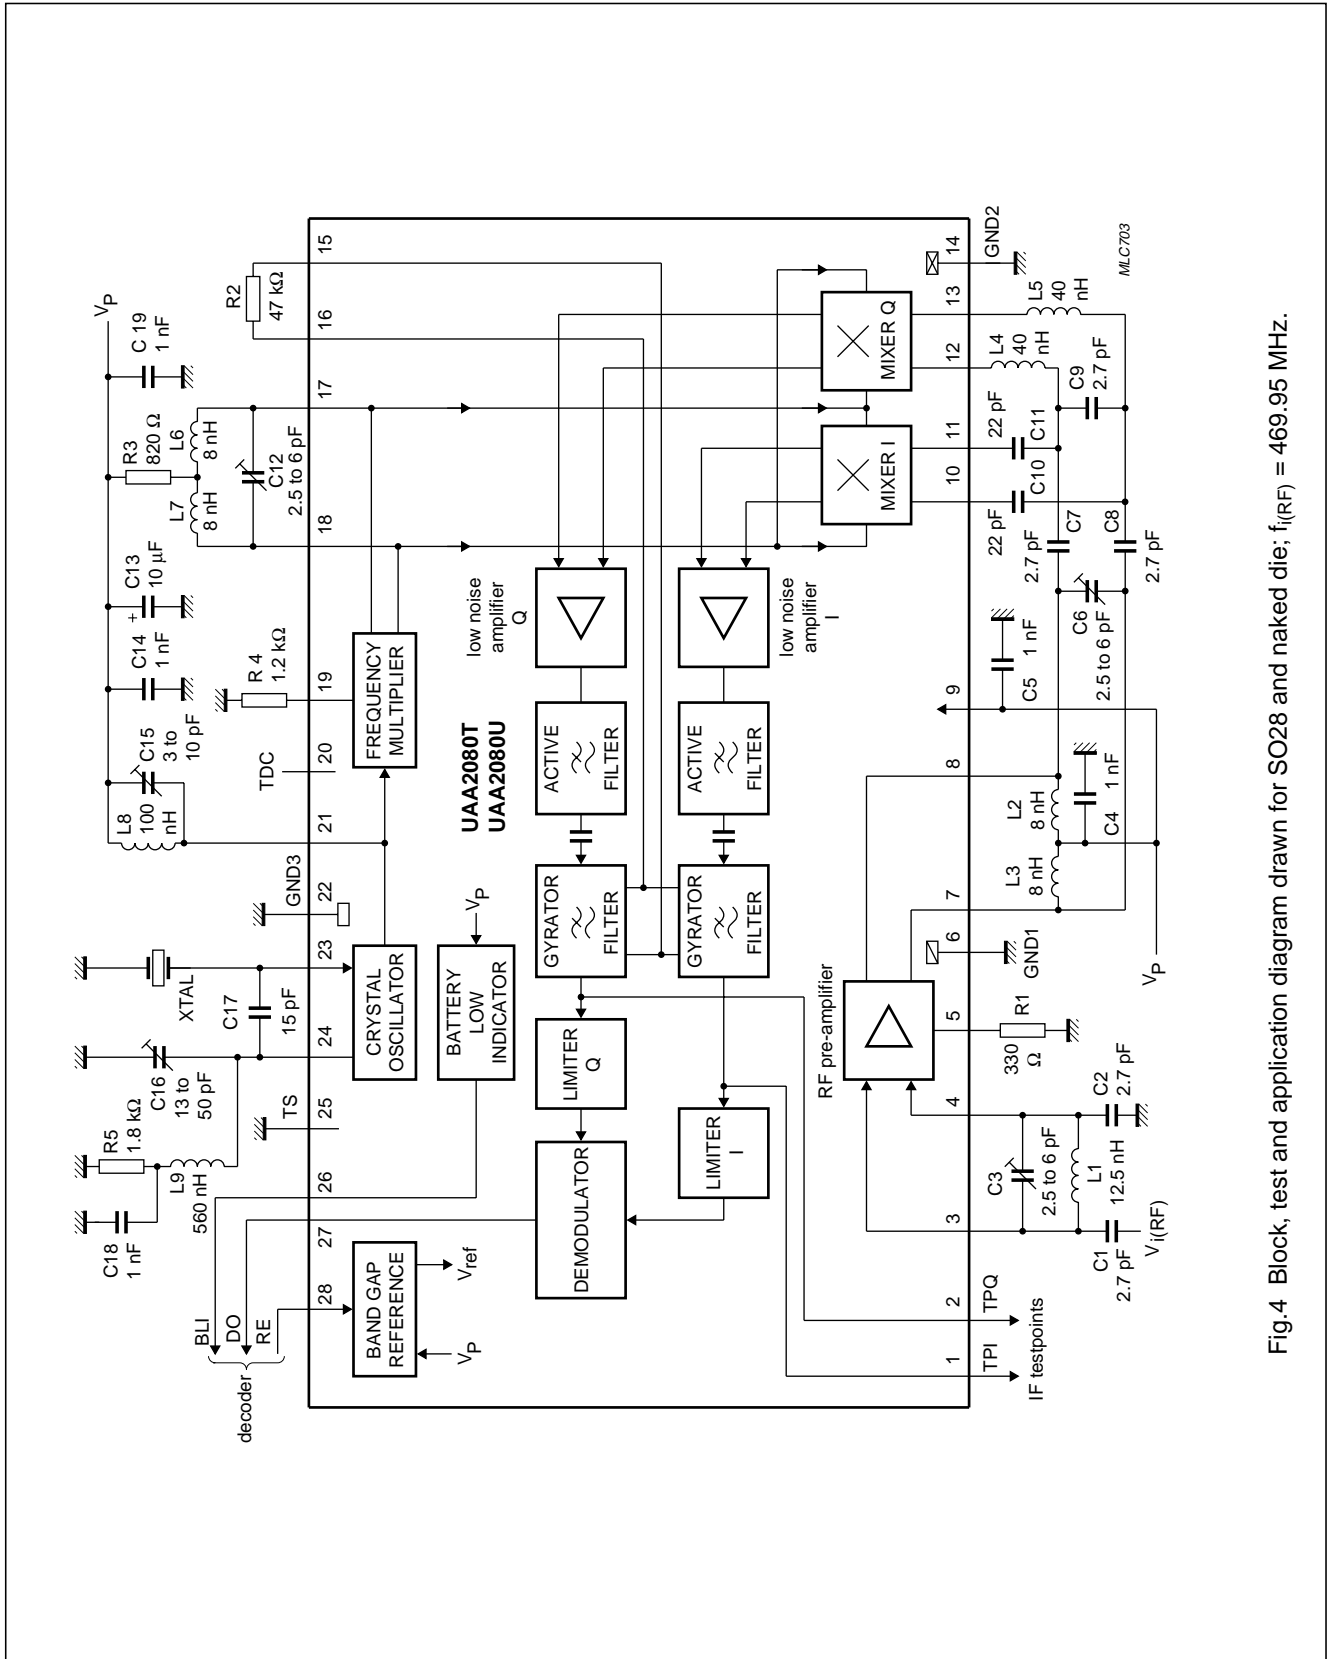 decoder
BLI
DO
RE
C18
1 nF
R5
1.8 kΩ
L9
560 nH
C16
13 to
50 pF
C17
15 pF
XTAL
GND3
L8
100
nH
C15
3 to
10 pF
C14
1 nF
+
C13
10 µF
TDC
R 4
1.2 kΩ
L7
8 nH
R3
820 Ω
L6
8 nH
C12
2.5 to 6 pF
C 19
1 nF
VP
R2
47 kΩ
TS
28
27
26
25
24
23
22
21
20
19
18
17
16
15
BAND GAP
REFERENCE
VP
Vref
CRYSTAL
OSCILLATOR
BATTERY
LOW
INDICATOR
VP
FREQUENCY
MULTIPLIER
UAA2080T
UAA2080U
DEMODULATOR
LIMITER
Q
GYRATOR
FILTER
ACTIVE
FILTER
low noise
amplifier
Q
LIMITER
I
GYRATOR
FILTER
ACTIVE
FILTER
low noise
amplifier
I
RF pre-amplifier
MIXER I
MIXER Q
1
2
3
4
5
6
7
8
9
10
11
12
13
14
TPI
TPQ
IF testpoints
C1
2.7 pF
Vi(RF)
C3
2.5 to 6 pF
L1
12.5 nH
C2
2.7 pF
330
Ω
R1
GND1
VP
L3
8 nH
L2
8 nH
C4
1 nF
C5
1 nF
C6
2.5 to 6 pF
2.7 pF
C7
C8
2.7 pF
22 pF
C10
22 pF
C11
L4
40
nH
C9
2.7 pF
L5
40
nH
GND2
MLC703
Fig.4 Block, test and application diagram drawn for SO28 and naked die; fi(RF) = 469.95 MHz.